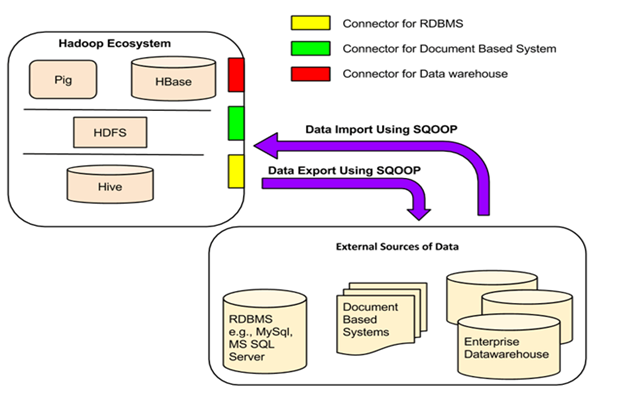 Hadoop Ecosystem
Pig
HBase
HDFS
Hive
Connector for RDBMS
Connector for Document Based System
Connector for Data warehouse
Data Import Using SQOOP
Data Export Using SQOOP
External Sources of Data
RDBMS
e.g., MySql,
MS SQL
Server
Document
Based
Systems
Enterprise
Datawarehouse